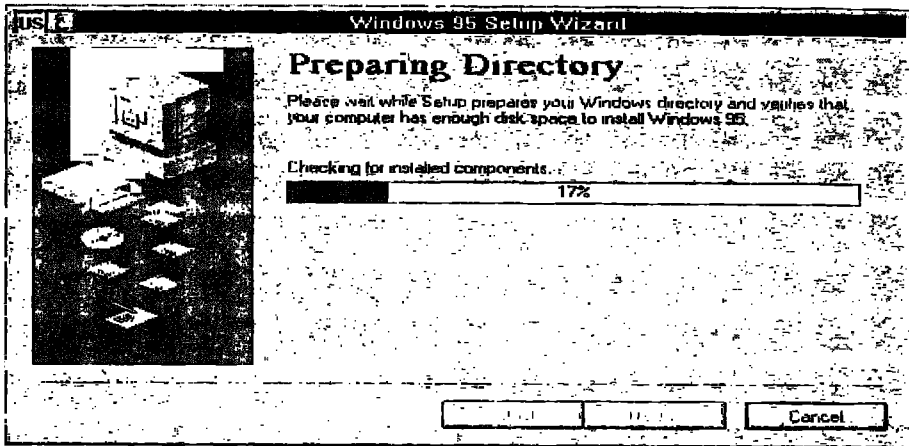 Windows 95 Setup Wizard
Preparing Directory
Please wait while Setup prepares your Windows directory and verifies that
your computer has enough disk space to install Windows 95.
Checking for installed components.
17%
Cancel